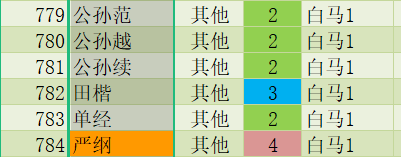 779 公孙范 其他 2 白马1
780 公孙越 其他 2 白马1
781 公孙续 其他 2 白马1
782 田楷 其他 3 白马1
783 单经 其他 2 白马1
784 严纲 其他 4 白马1